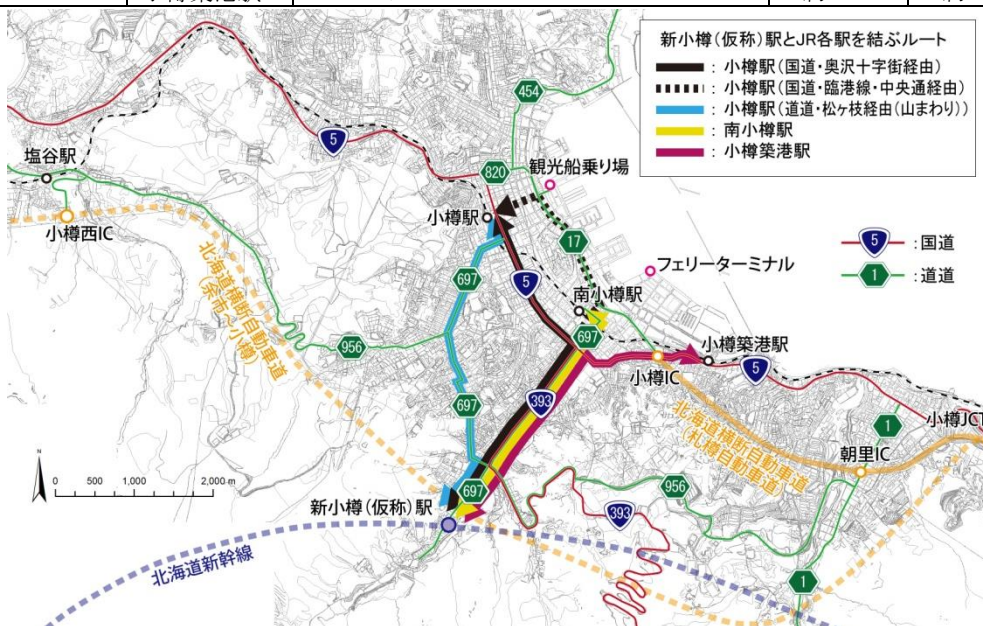 新小樽（仮称）駅とJR各駅を結ぶルート
：小樽駅（国道・奥沢十字街経由）
：小樽駅（国道・臨港線・中央通経由）
：小樽駅（道道・松ヶ枝経由（山まわり））
：南小樽駅
：小樽築港駅
454
5
塩谷駅
820
観光船乗り場
小樽駅
小樽西IC
17
5
：国道
フェリーターミナル
1
：道道
697
5
南小樽駅
北海道横断自動車道
（余市～小樽）
956
697
小樽築港駅
小樽IC
5
393
697
北海道横断自動車道
（札樽自動車道）
小樽JCT
1
朝里IC
N
0 500 1,000 2,000 m
697
956
新小樽（仮称）駅
393
北海道新幹線
1